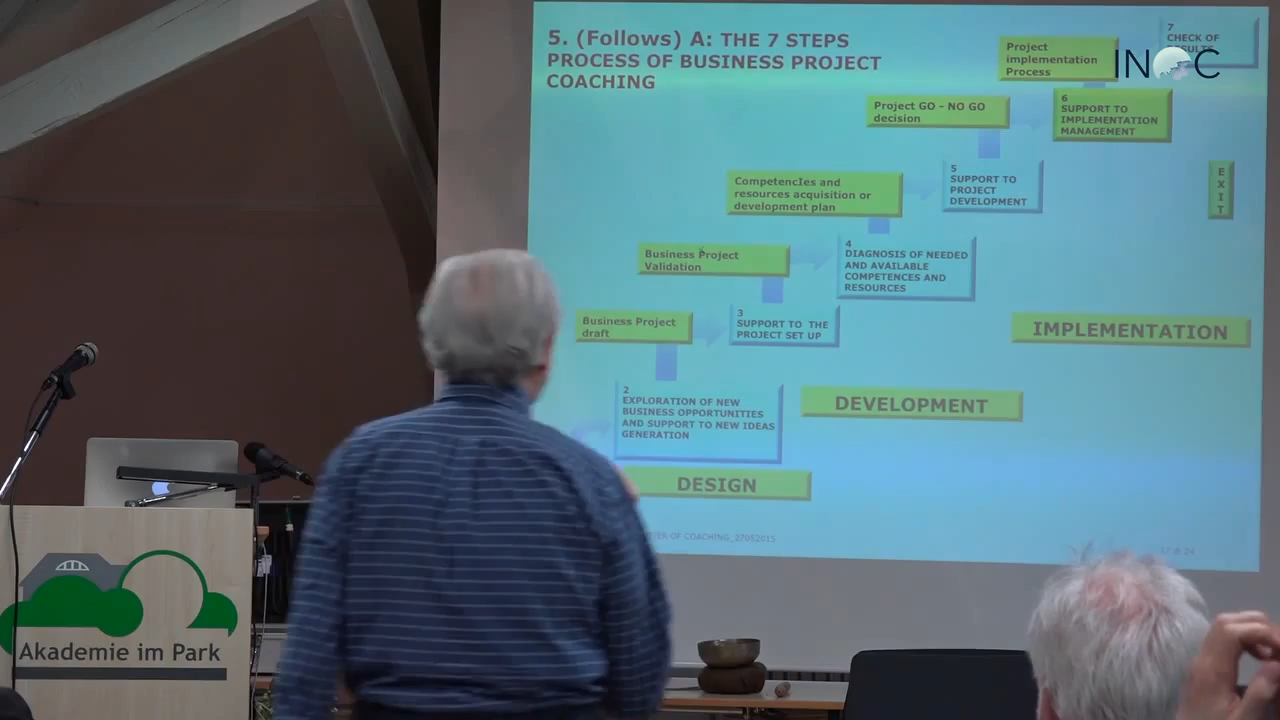 5. (Follows) A: THE 7 STEPS
PROCESS OF BUSINESS PROJECT
COACHING
7
CHECK OF
RESULTS
INOC
Project
implementation
Process
6
SUPPORT TO
IMPLEMENTATION
MANAGEMENT
Project GO - NO GO
decision
5
SUPPORT TO
PROJECT
DEVELOPMENT
E
X
I
T
CompetencIes and
resources acquisition or
development plan
4
DIAGNOSIS OF NEEDED
AND AVAILABLE
COMPETENCES AND
RESOURCES
Business Project
Validation
3
SUPPORT TO THE
PROJECT SET UP
Business Project
draft
IMPLEMENTATION
2
EXPLORATION OF NEW
BUSINESS OPPORTUNITIES
AND SUPPORT TO NEW IDEAS
GENERATION
DEVELOPMENT
DESIGN
OF COACHING_27052015
Akademie im Park